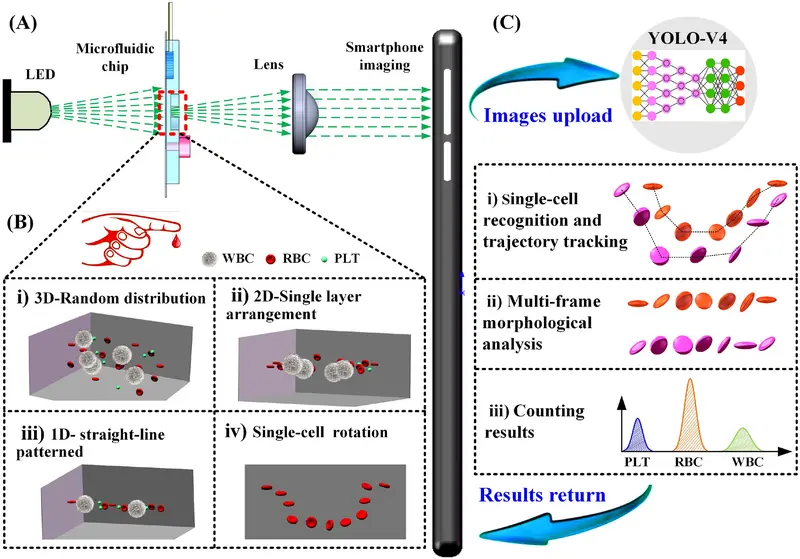 (A)
LED
Microfluidic
chip
Lens
Smartphone
imaging
(B)
WBC
RBC
PLT
i) 3D-Random distribution
ii) 2D-Single layer
arrangement
iii) 1D- straight-line
patterned
iv) Single-cell rotation
(C)
YOLO-V4
Images upload
i) Single-cell
recognition and
trajectory tracking
ii) Multi-frame
morphological
analysis
iii) Counting
results
PLT
RBC
WBC
Results return